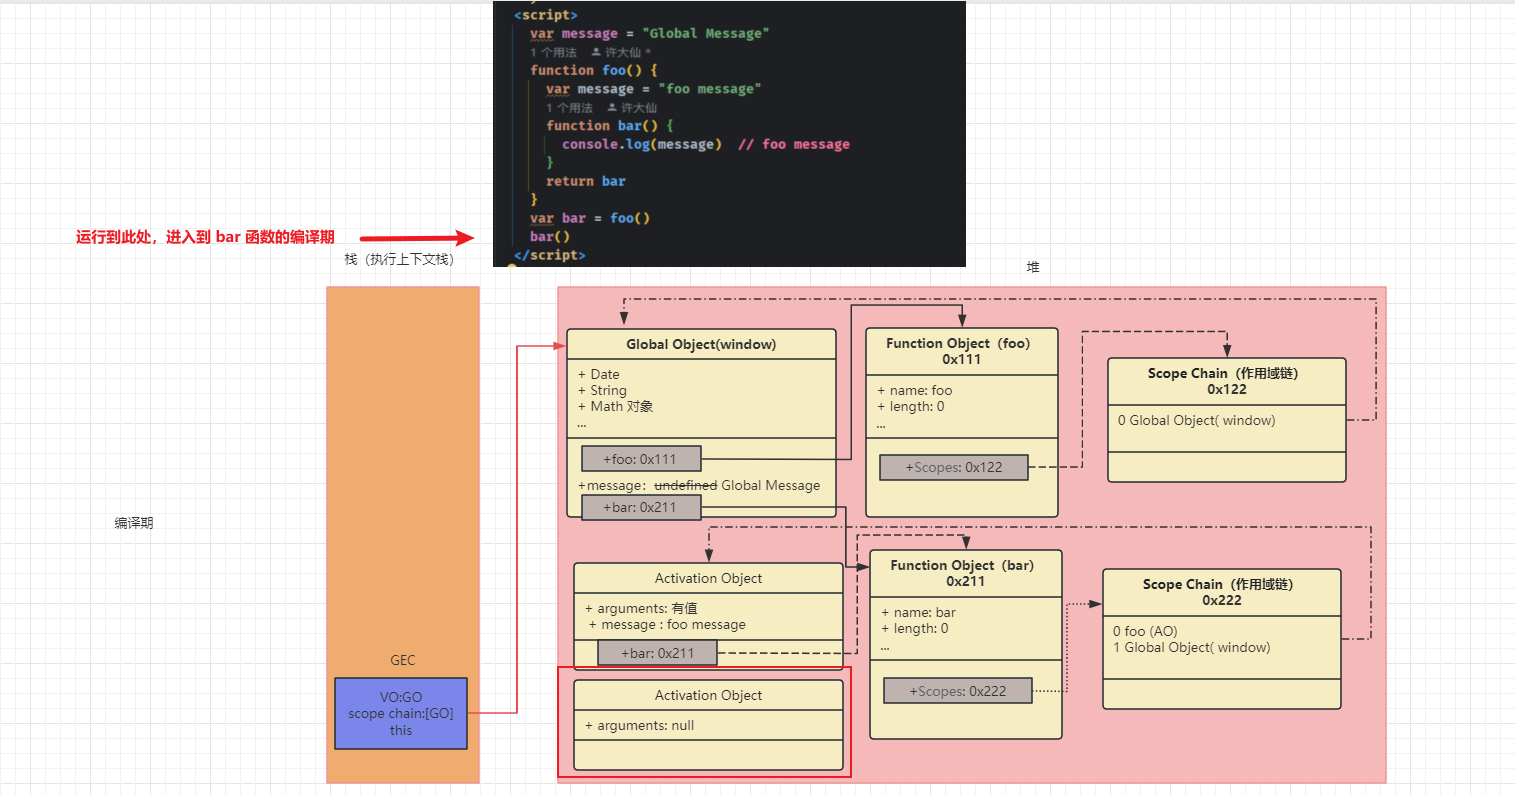 <script>
var message = "Global Message"
1 个用法 许大仙 *
function foo() {
var message = "foo message"
1 个用法 许大仙
function bar() {
console.log(message) // foo message
}
return bar
}
var bar = foo()
bar()
</script>
运行到此处，进入到 bar 函数的编译期
栈（执行上下文栈）
堆
编译期
GEC
VO:GO
scope chain:[GO]
this
Global Object(window)
+ Date
+ String
+ Math 对象
...
+foo: 0x111
+message： undefined Global Message
+bar: 0x211
Function Object（foo）
0x111
+ name: foo
+ length: 0
...
+Scopes: 0x122
Scope Chain（作用域链）
0x122
0 Global Object( window)
Activation Object
+ arguments: 有值
+ message : foo message
+bar: 0x211
Function Object（bar）
0x211
+ name: bar
+ length: 0
...
+Scopes: 0x222
Scope Chain（作用域链）
0x222
0 foo (AO)
1 Global Object( window)
Activation Object
+ arguments: null